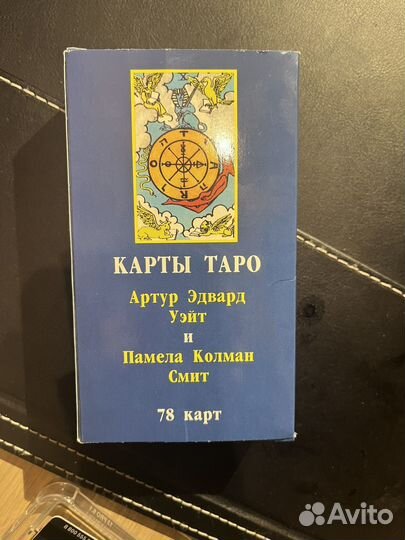 X
T
A
R
O
КАРТЫ ТАРО
Артур Эдвард
Уэйт
и
Памела Колман
Смит
78 карт
Avito